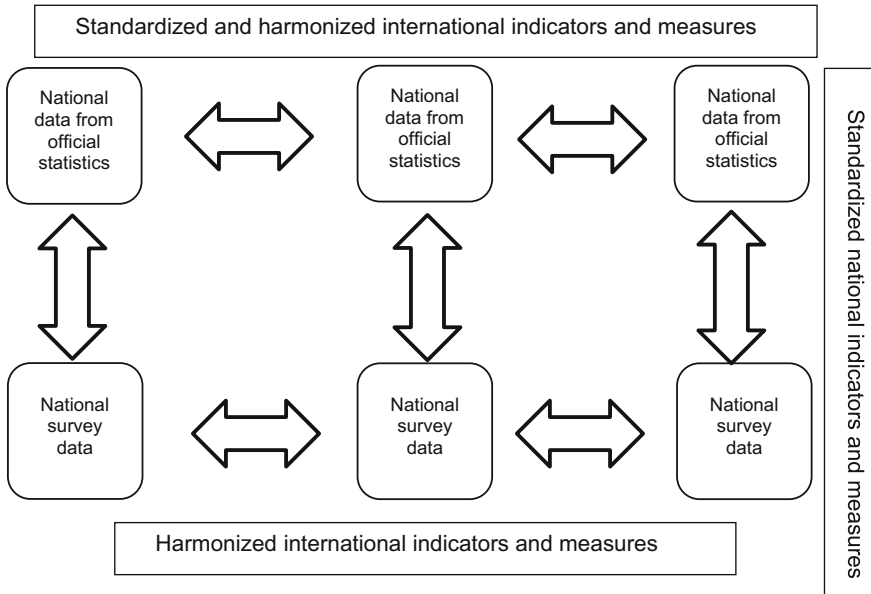 Standardized and harmonized international indicators and measures
National
data from
official
statistics
National
data from
official
statistics
National
data from
official
statistics
Standardized national indicators and measures
National
survey
data
National
survey
data
National
survey
data
Harmonized international indicators and measures